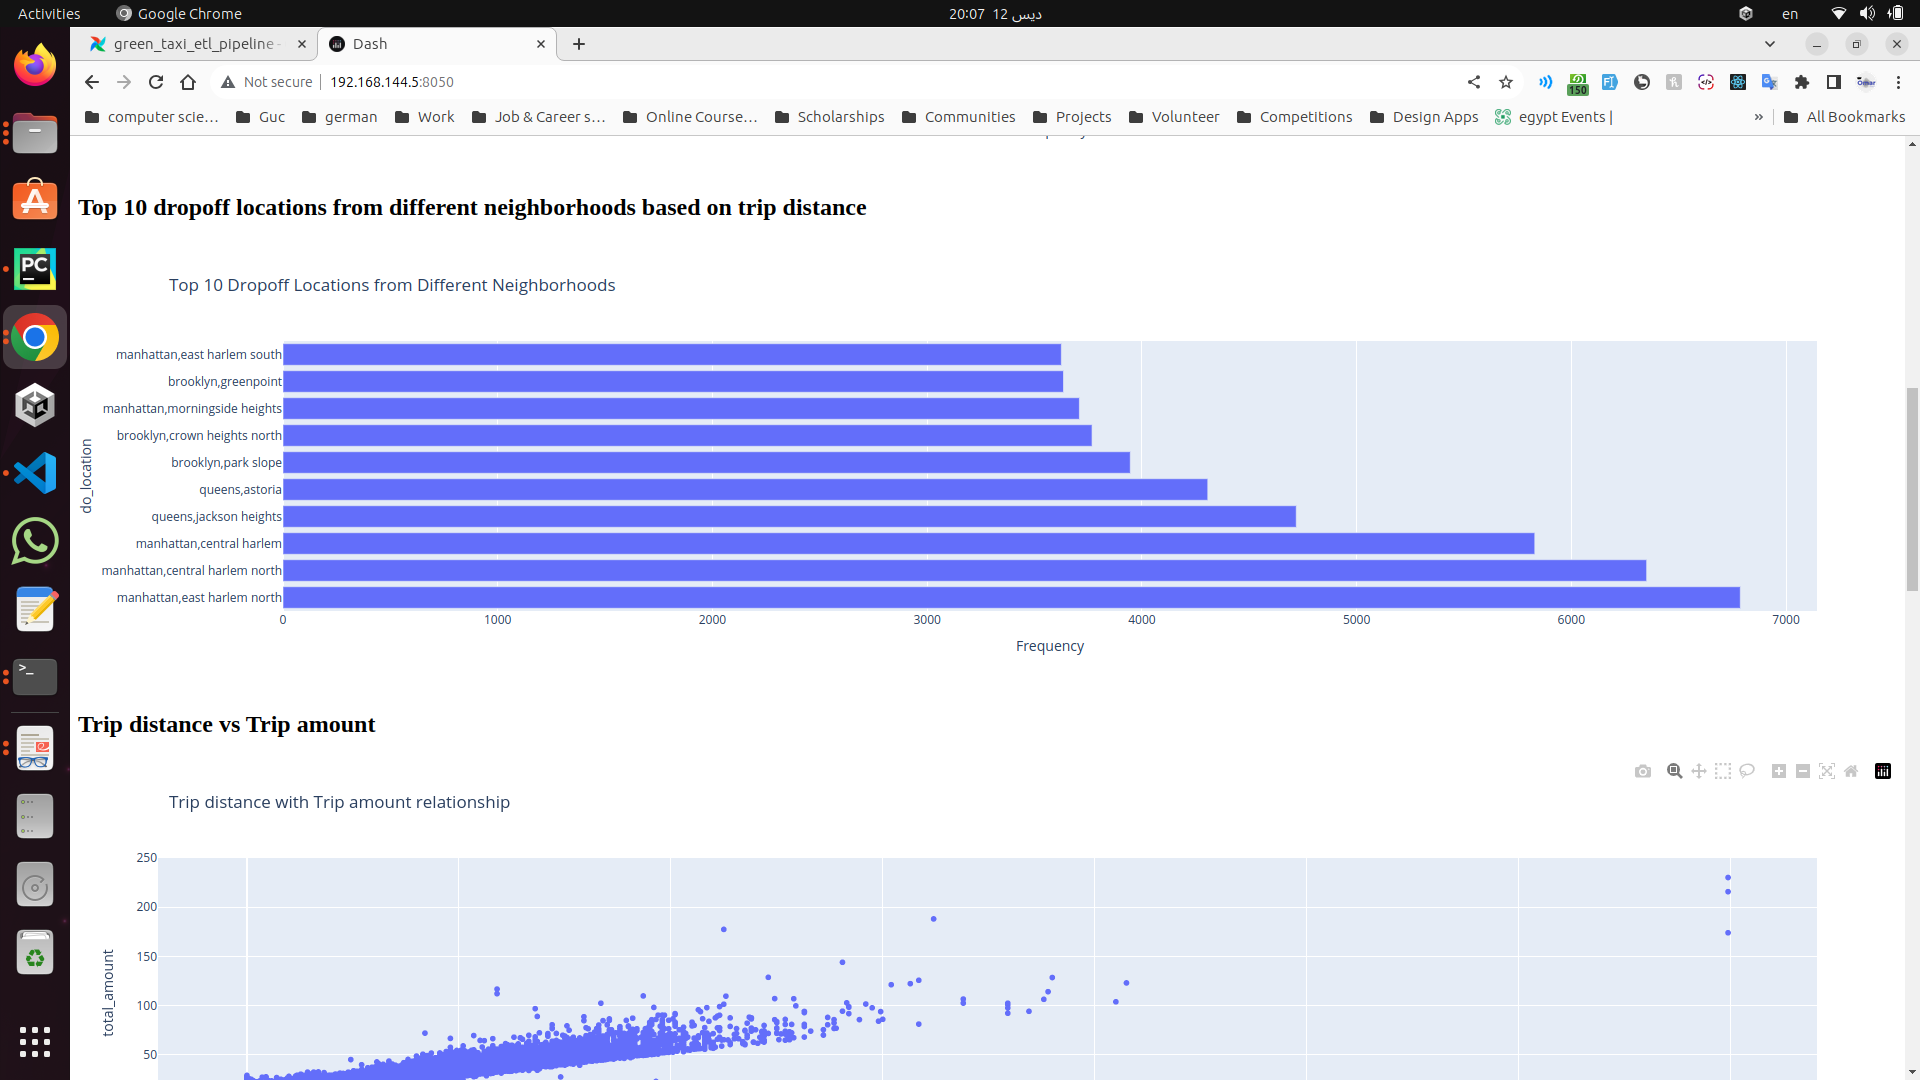 Activities
Google Chrome
20:07 12 ديس
en
green_taxi_etl_pipeline -
Dash
Not secure
192.168.144.5:8050
150
Omar
computer scie...
Guc
german
Work
Job & Career s...
Online Course...
Scholarships
Communities
Projects
Volunteer
Competitions
Design Apps
egypt Events |
»
All Bookmarks
Top 10 dropoff locations from different neighborhoods based on trip distance
Top 10 Dropoff Locations from Different Neighborhoods
do_location
manhattan,east harlem south
brooklyn,greenpoint
manhattan,morningside heights
brooklyn,crown heights north
brooklyn,park slope
queens,astoria
queens,jackson heights
manhattan,central harlem
manhattan,central harlem north
manhattan,east harlem north
0 1000 2000 3000 4000 5000 6000 7000
Frequency
Trip distance vs Trip amount
Trip distance with Trip amount relationship
total_amount
250
200
150
100
50
PC